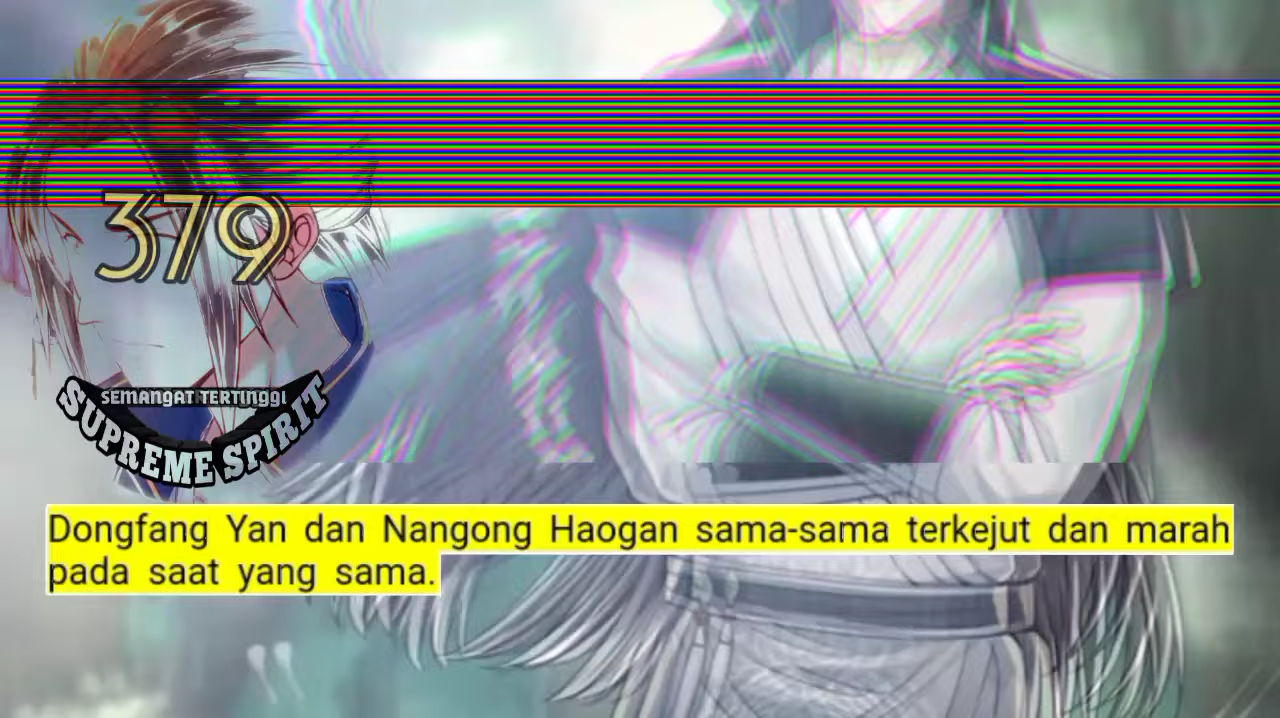 379
SEMANGAT TERTINGGI
SUPREME SPIRIT
Dongfang Yan dan Nangong Haogan sama-sama terkejut dan marah
pada saat yang sama.